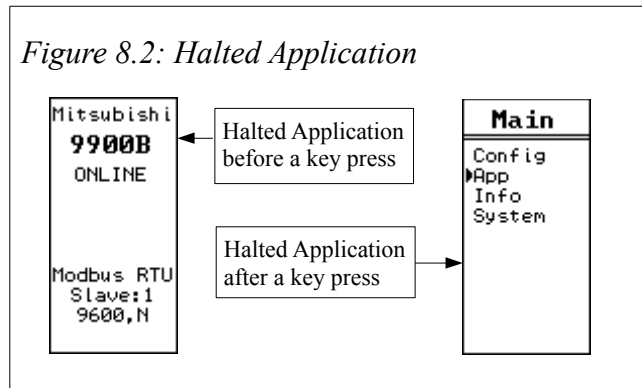 Figure 8.2: Halted Application
Mitsubishi
9900B
ONLINE
Modbus RTU
Slave:1
9600,N
Halted Application
before a key press
Halted Application
after a key press
Main
Config
App
Info
System